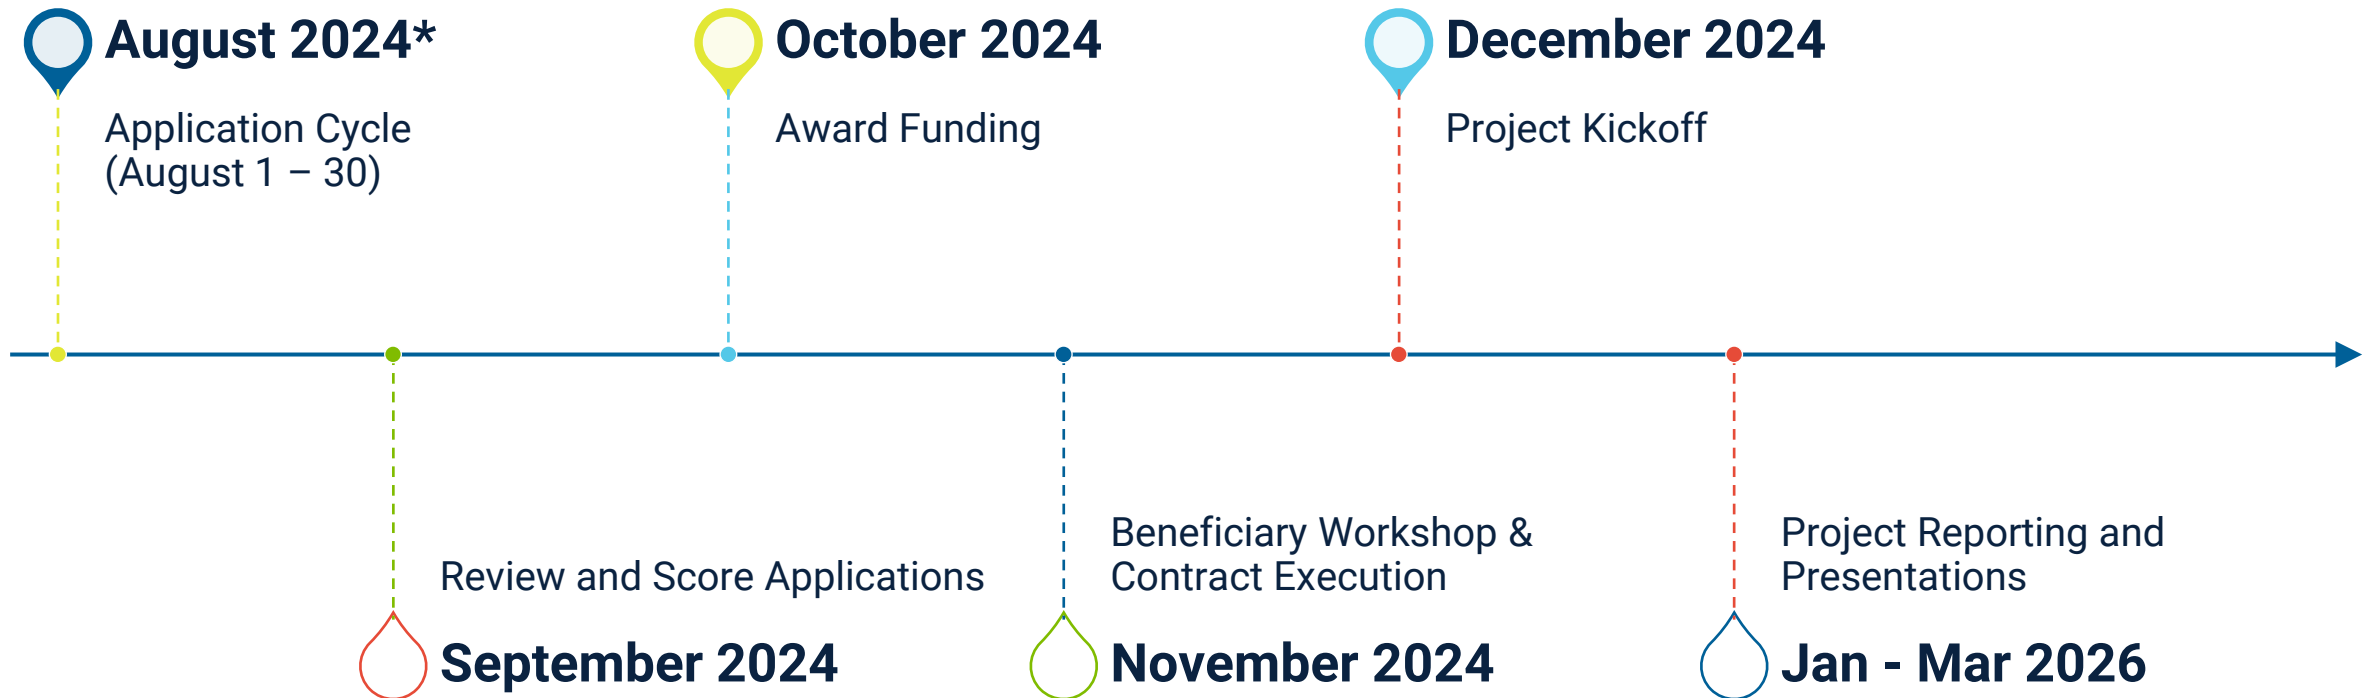 August 2024*
Application Cycle
(August 1 – 30)
October 2024
Award Funding
December 2024
Project Kickoff
Review and Score Applications
September 2024
Beneficiary Workshop &
Contract Execution
November 2024
Project Reporting and
Presentations
Jan - Mar 2026